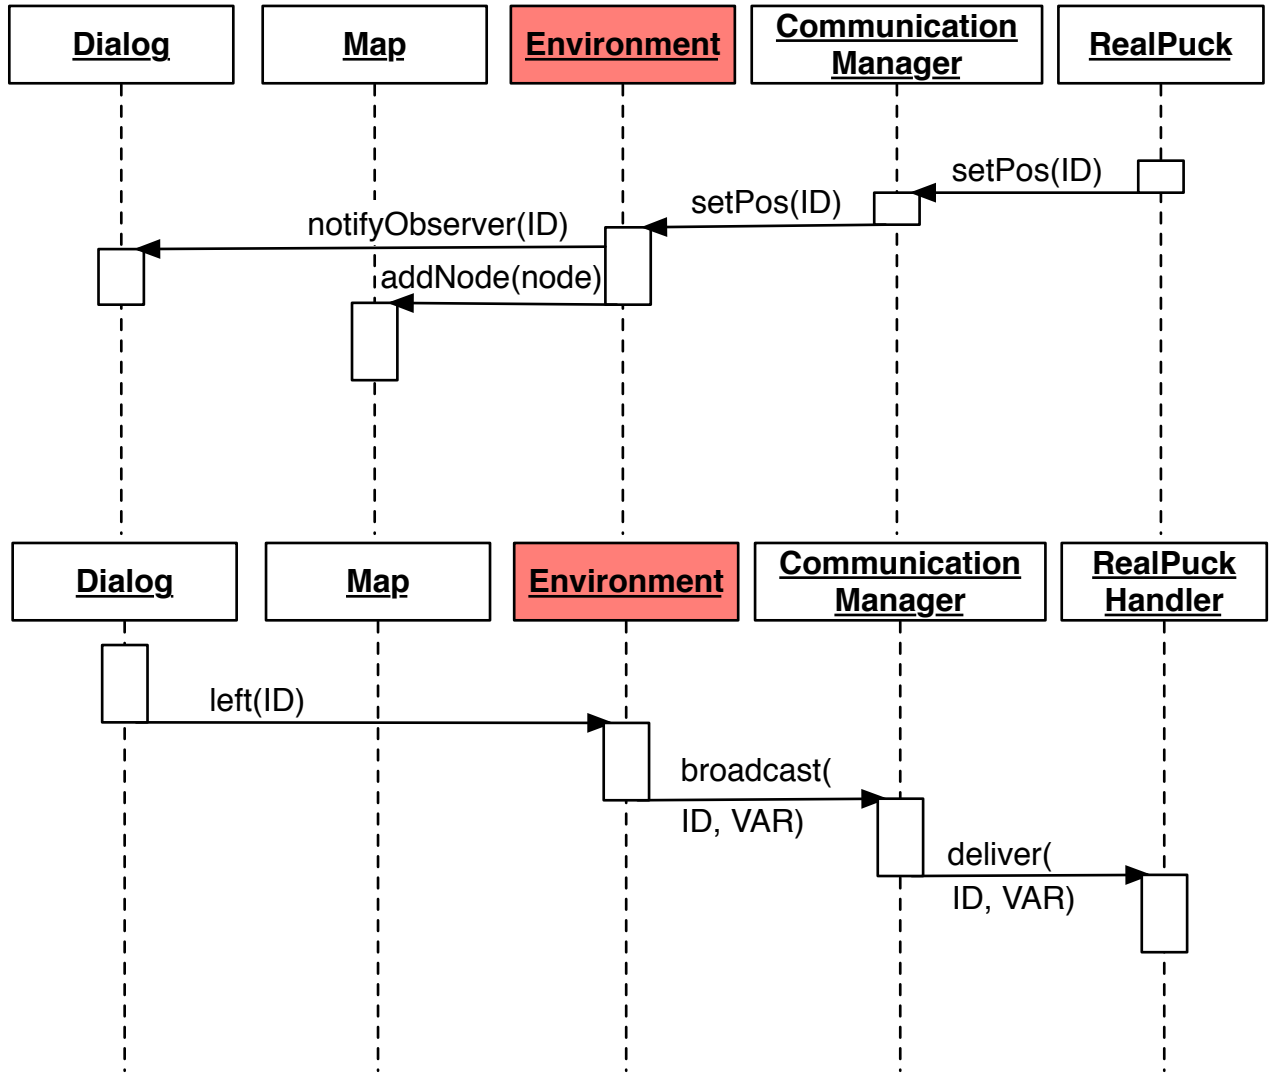 Dialog
Map
Environment
Communication
Manager
RealPuck
setPos(ID)
setPos(ID)
notifyObserver(ID)
addNode(node)
Dialog
Map
Environment
Communication
Manager
RealPuck
Handler
left(ID)
broadcast(
ID, VAR)
deliver(
ID, VAR)